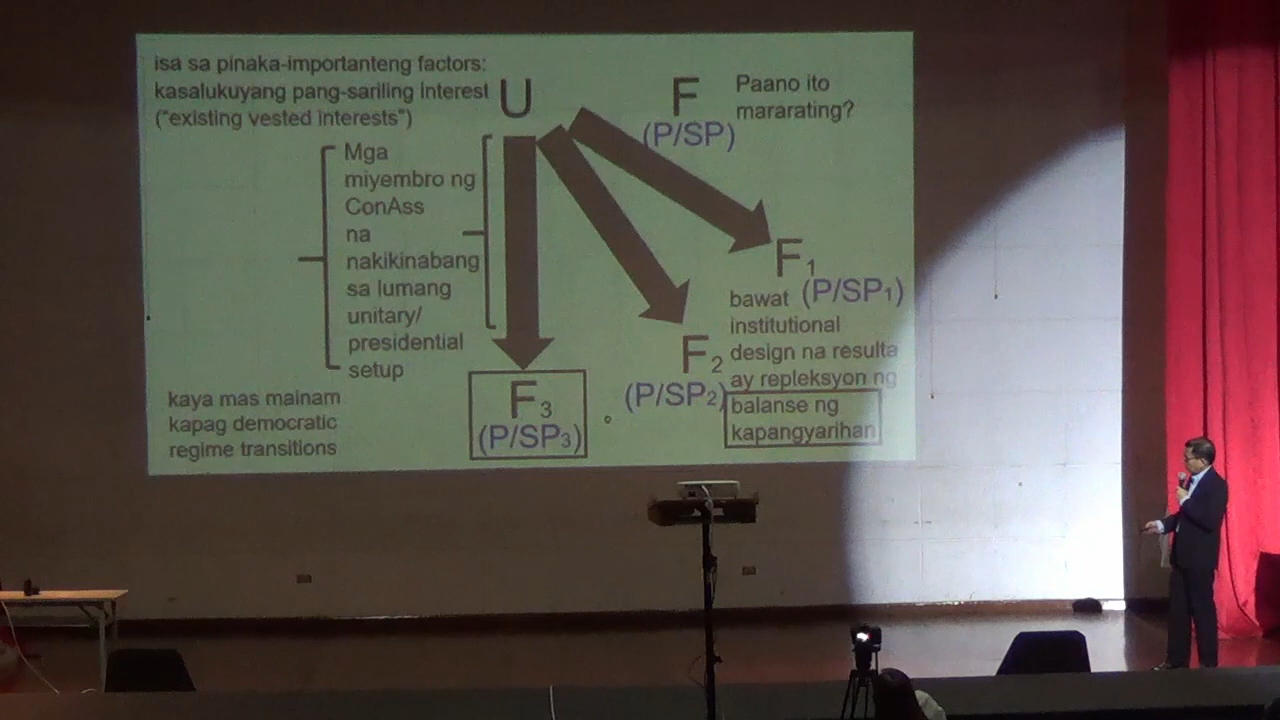 isa sa pinaka-importanteng factors:
kasalukuyang pang-sariling interest
("existing vested interests")
U
F
(P/SP)
Paano ito
mararating?
Mga
miyembro ng
ConAss
na
nakikinabang
sa lumang
unitary/
presidential
setup
F1
(P/SP1)
bawat
institutional
design na resulta
ay repleksyon ng
balanse ng
kapangyarihan
F2
(P/SP2)
F3
(P/SP3)
kaya mas mainam
kapag democratic
regime transitions